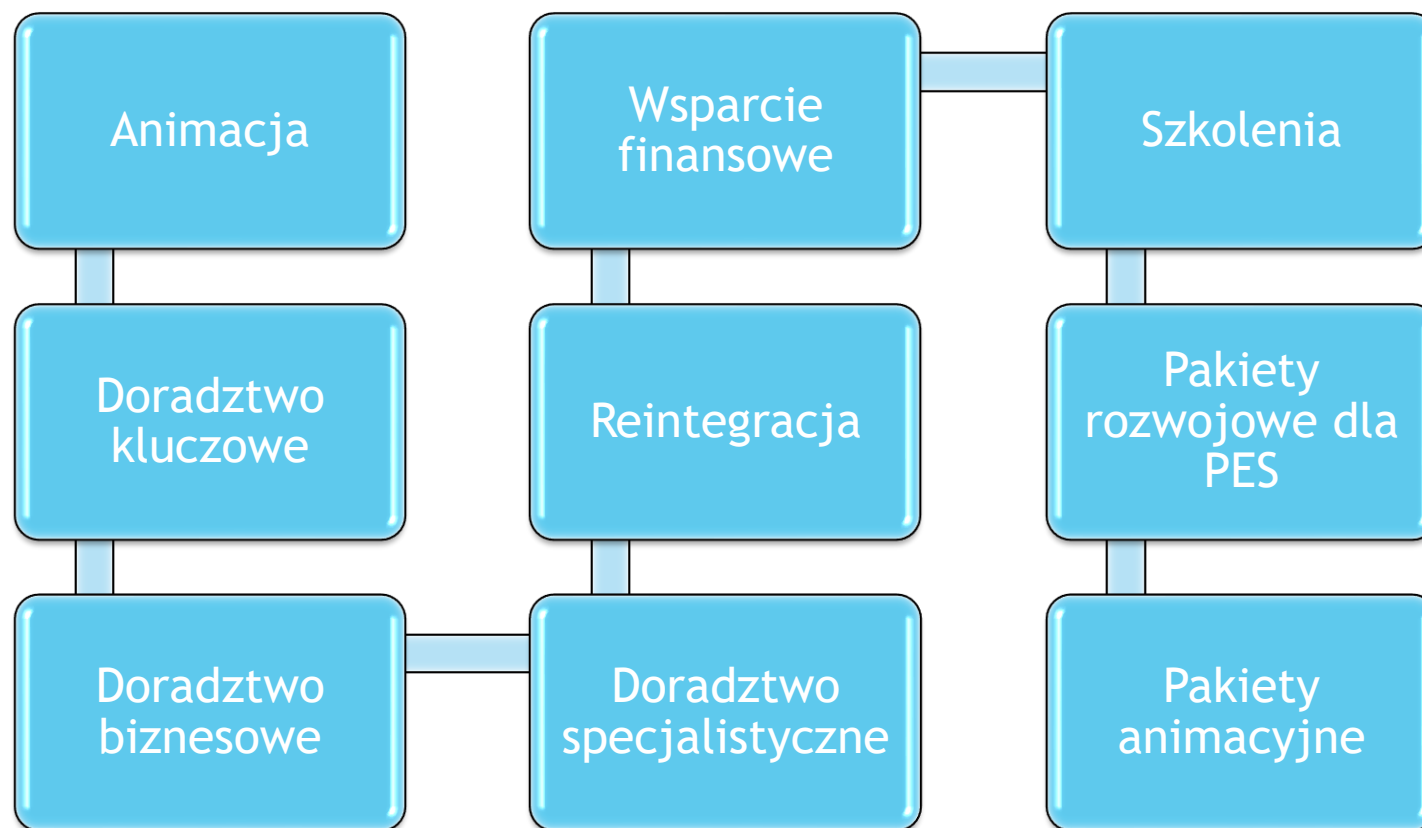 Animacja
Doradztwo
kluczowe
Doradztwo
biznesowe
Doradztwo
specjalistyczne
Reintegracja
Wsparcie
finansowe
Szkolenia
Pakiety
rozwojowe dla
PES
Pakiety
animacyjne